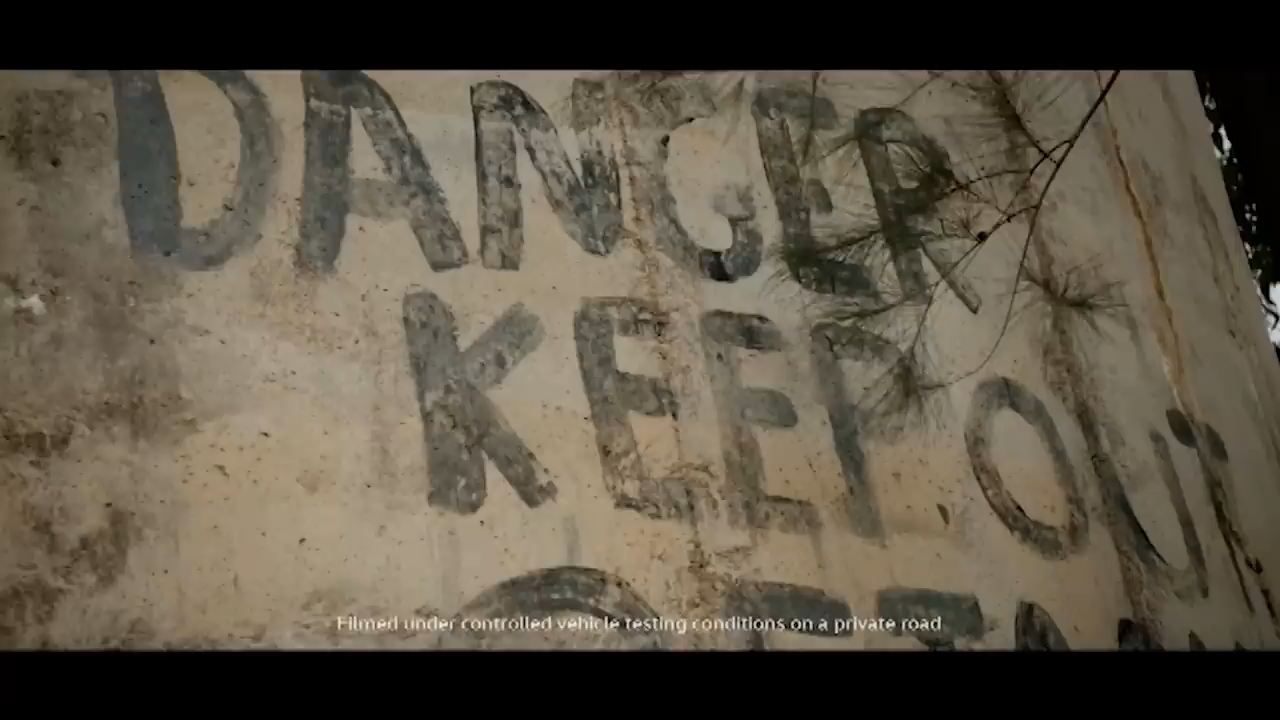 DANGER
KEEP OUT
Filmed under controlled vehicle testing conditions on a private road